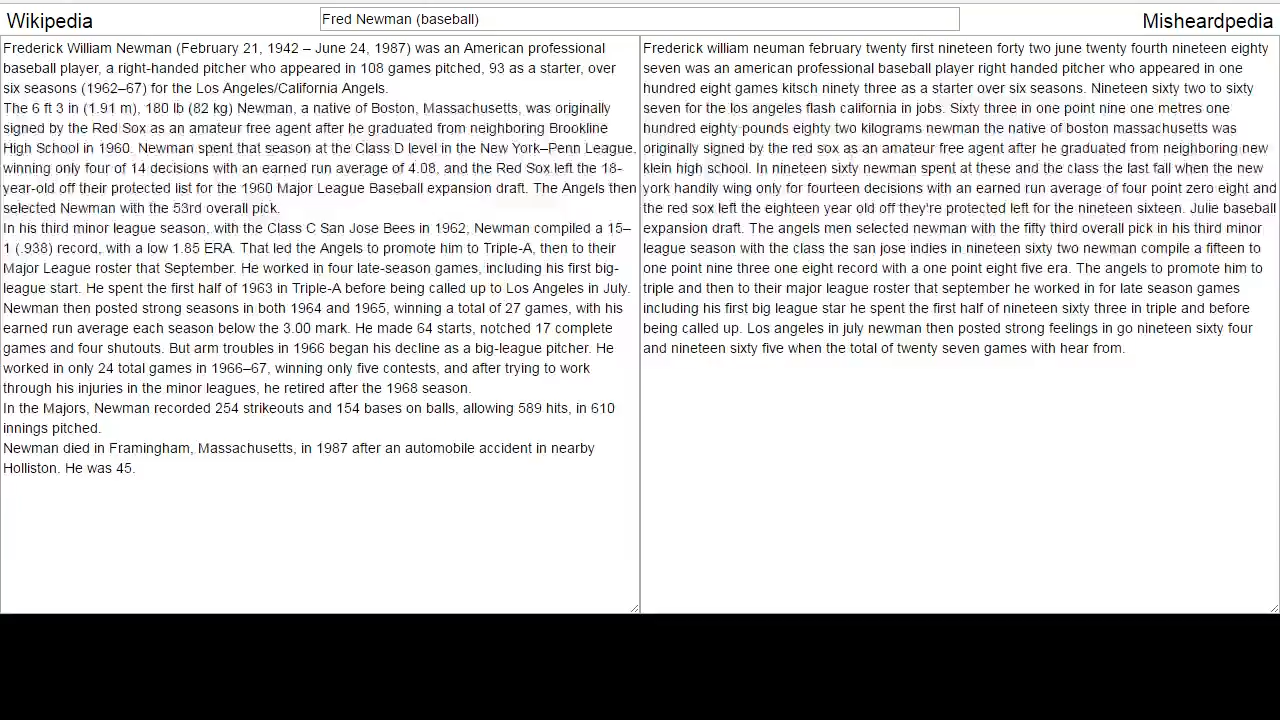 Wikipedia
Fred Newman (baseball)
Misheardpedia
Frederick William Newman (February 21, 1942 – June 24, 1987) was an American professional
baseball player, a right-handed pitcher who appeared in 108 games pitched, 93 as a starter, over
six seasons (1962–67) for the Los Angeles/California Angels.
The 6 ft 3 in (1.91 m), 180 lb (82 kg) Newman, a native of Boston, Massachusetts, was originally
signed by the Red Sox as an amateur free agent after he graduated from neighboring Brookline
High School in 1960. Newman spent that season at the Class D level in the New York–Penn League,
winning only four of 14 decisions with an earned run average of 4.08, and the Red Sox left the 18-
year-old off their protected list for the 1960 Major League Baseball expansion draft. The Angels then
selected Newman with the 53rd overall pick.
In his third minor league season, with the Class C San Jose Bees in 1962, Newman compiled a 15–
1 (.938) record, with a low 1.85 ERA. That led the Angels to promote him to Triple-A, then to their
Major League roster that September. He worked in four late-season games, including his first big-
league start. He spent the first half of 1963 in Triple-A before being called up to Los Angeles in July.
Newman then posted strong seasons in both 1964 and 1965, winning a total of 27 games, with his
earned run average each season below the 3.00 mark. He made 64 starts, notched 17 complete
games and four shutouts. But arm troubles in 1966 began his decline as a big-league pitcher. He
worked in only 24 total games in 1966–67, winning only five contests, and after trying to work
through his injuries in the minor leagues, he retired after the 1968 season.
In the Majors, Newman recorded 254 strikeouts and 154 bases on balls, allowing 589 hits, in 610
innings pitched.
Newman died in Framingham, Massachusetts, in 1987 after an automobile accident in nearby
Holliston. He was 45.
Frederick william neuman february twenty first nineteen forty two june twenty fourth nineteen eighty
seven was an american professional baseball player right handed pitcher who appeared in one
hundred eight games kitsch ninety three as a starter over six seasons. Nineteen sixty two to sixty
seven for the los angeles flash california in jobs. Sixty three in one point nine one metres one
hundred eighty pounds eighty two kilograms newman the native of boston massachusetts was
originally signed by the red sox as an amateur free agent after he graduated from neighboring new
klein high school. In nineteen sixty newman spent at these and the class the last fall when the new
york handily wing only for fourteen decisions with an earned run average of four point zero eight and
the red sox left the eighteen year old off they're protected left for the nineteen sixteen. Julie baseball
expansion draft. The angels men selected newman with the fifty third overall pick in his third minor
league season with the class the san jose indies in nineteen sixty two newman compile a fifteen to
one point nine three one eight record with a one point eight five era. The angels to promote him to
triple and then to their major league roster that september he worked in for late season games
including his first big league star he spent the first half of nineteen sixty three in triple and before
being called up. Los angeles in july newman then posted strong feelings in go nineteen sixty four
and nineteen sixty five when the total of twenty seven games with hear from.